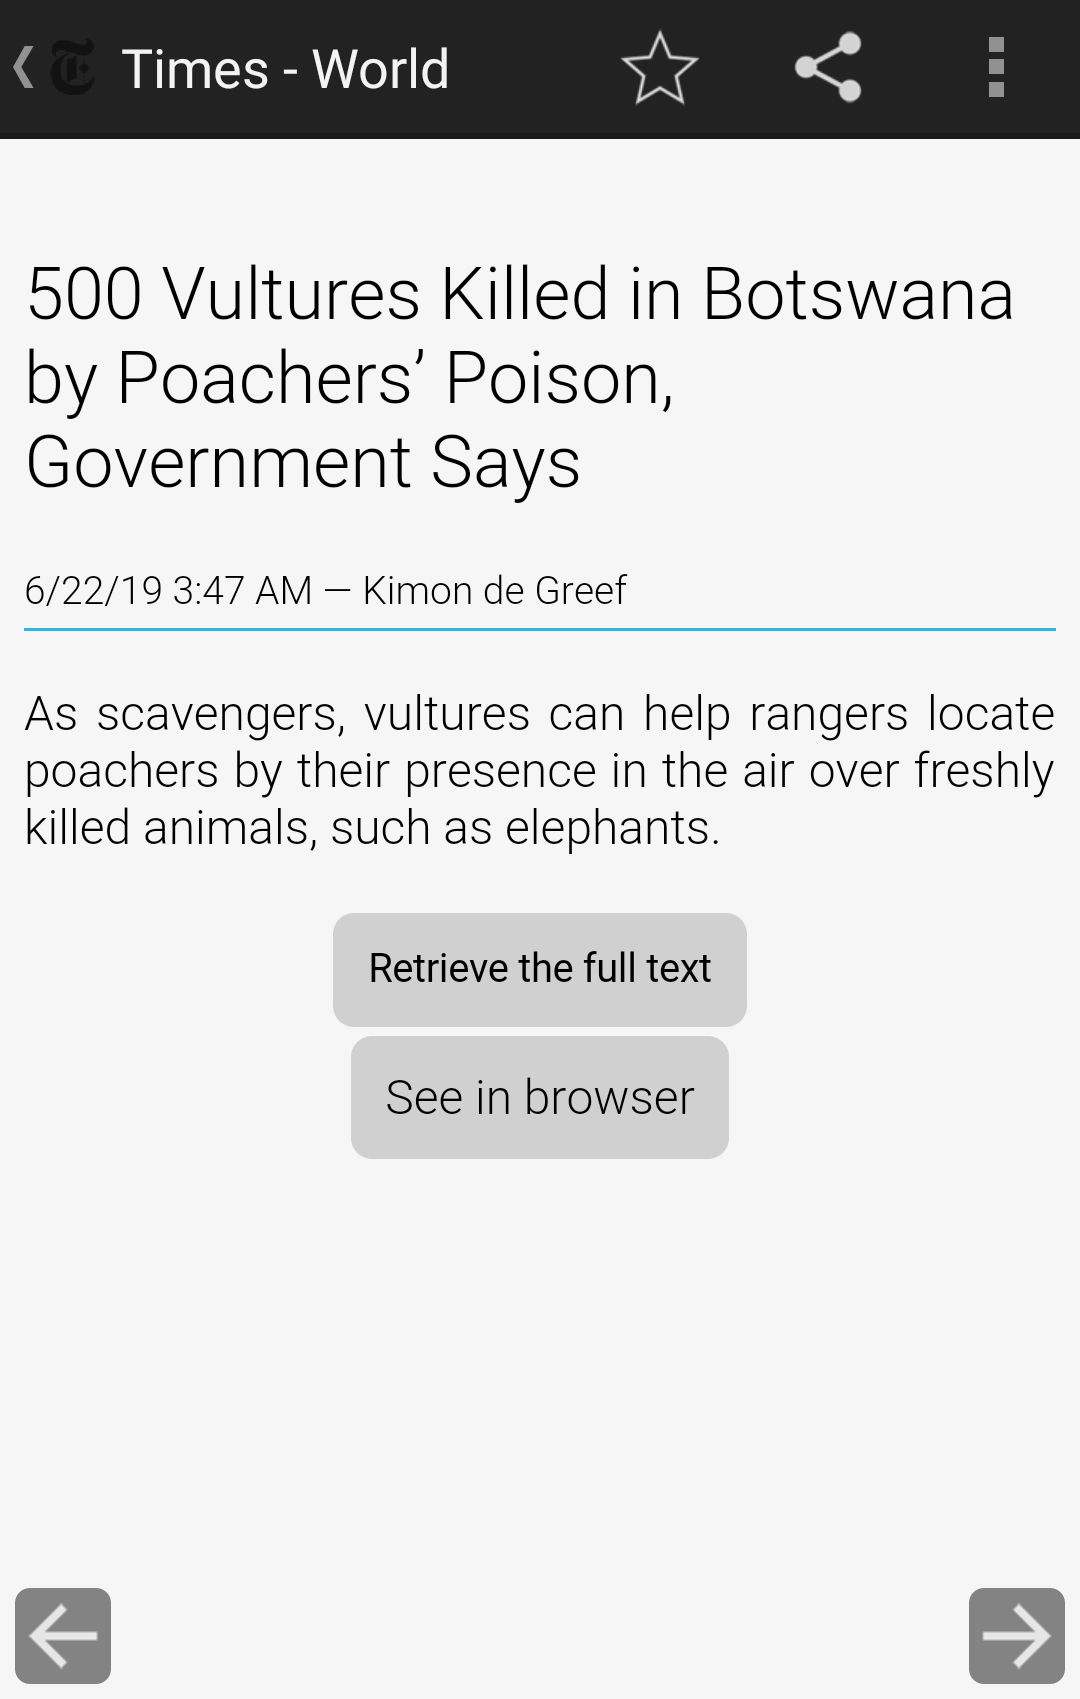 Times - World
500 Vultures Killed in Botswana
by Poachers’ Poison,
Government Says
6/22/19 3:47 AM — Kimon de Greef
As scavengers, vultures can help rangers locate
poachers by their presence in the air over freshly
killed animals, such as elephants.
Retrieve the full text
See in browser